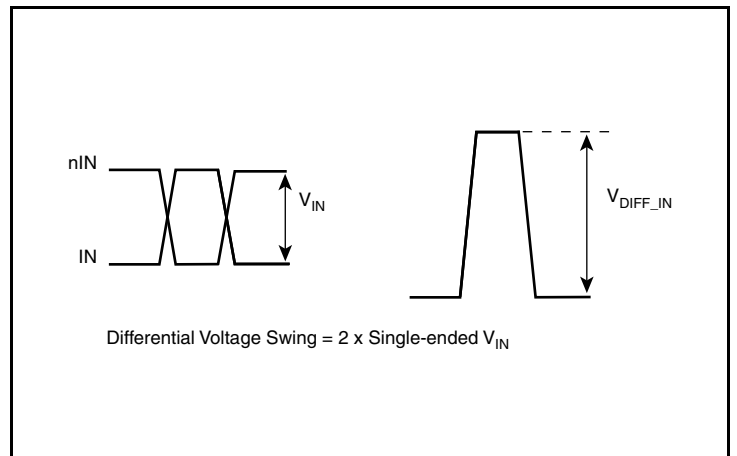 nIN
V_IN
IN
V_DIFF_IN
Differential Voltage Swing = 2 x Single-ended V_IN